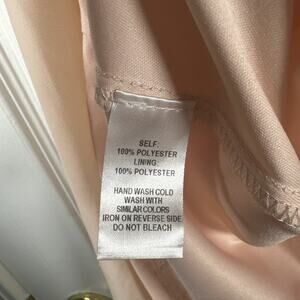 SELF:
100% POLYESTER
LINING:
100% POLYESTER
HAND WASH COLD
WASH WITH
SIMILAR COLORS
IRON ON REVERSE SIDE
DO NOT BLEACH